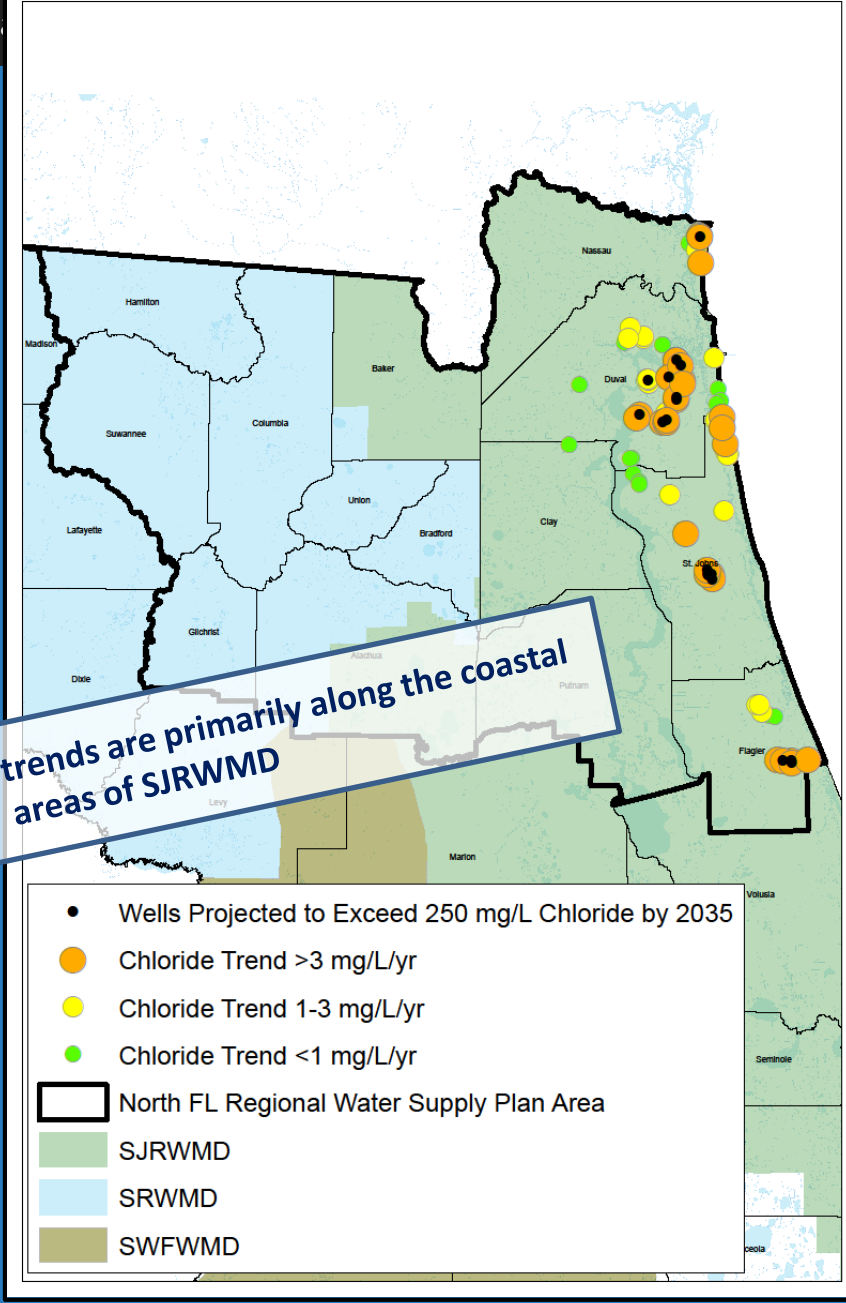 Nassau
Hamilton
Madison
Baker
Duval
Suwannee
Columbia
Union
Lafayette
Bradford
Clay
St. Johns
Gilchrist
Alachua
Dixie
Putnam
trends are primarily along the coastal
areas of SJRWMD
Flagler
Levy
Marion
Volusia
Wells Projected to Exceed 250 mg/L Chloride by 2035
Chloride Trend >3 mg/L/yr
Chloride Trend 1-3 mg/L/yr
Chloride Trend <1 mg/L/yr
Seminole
North FL Regional Water Supply Plan Area
SJRWMD
SRWMD
SWFWMD
ceola